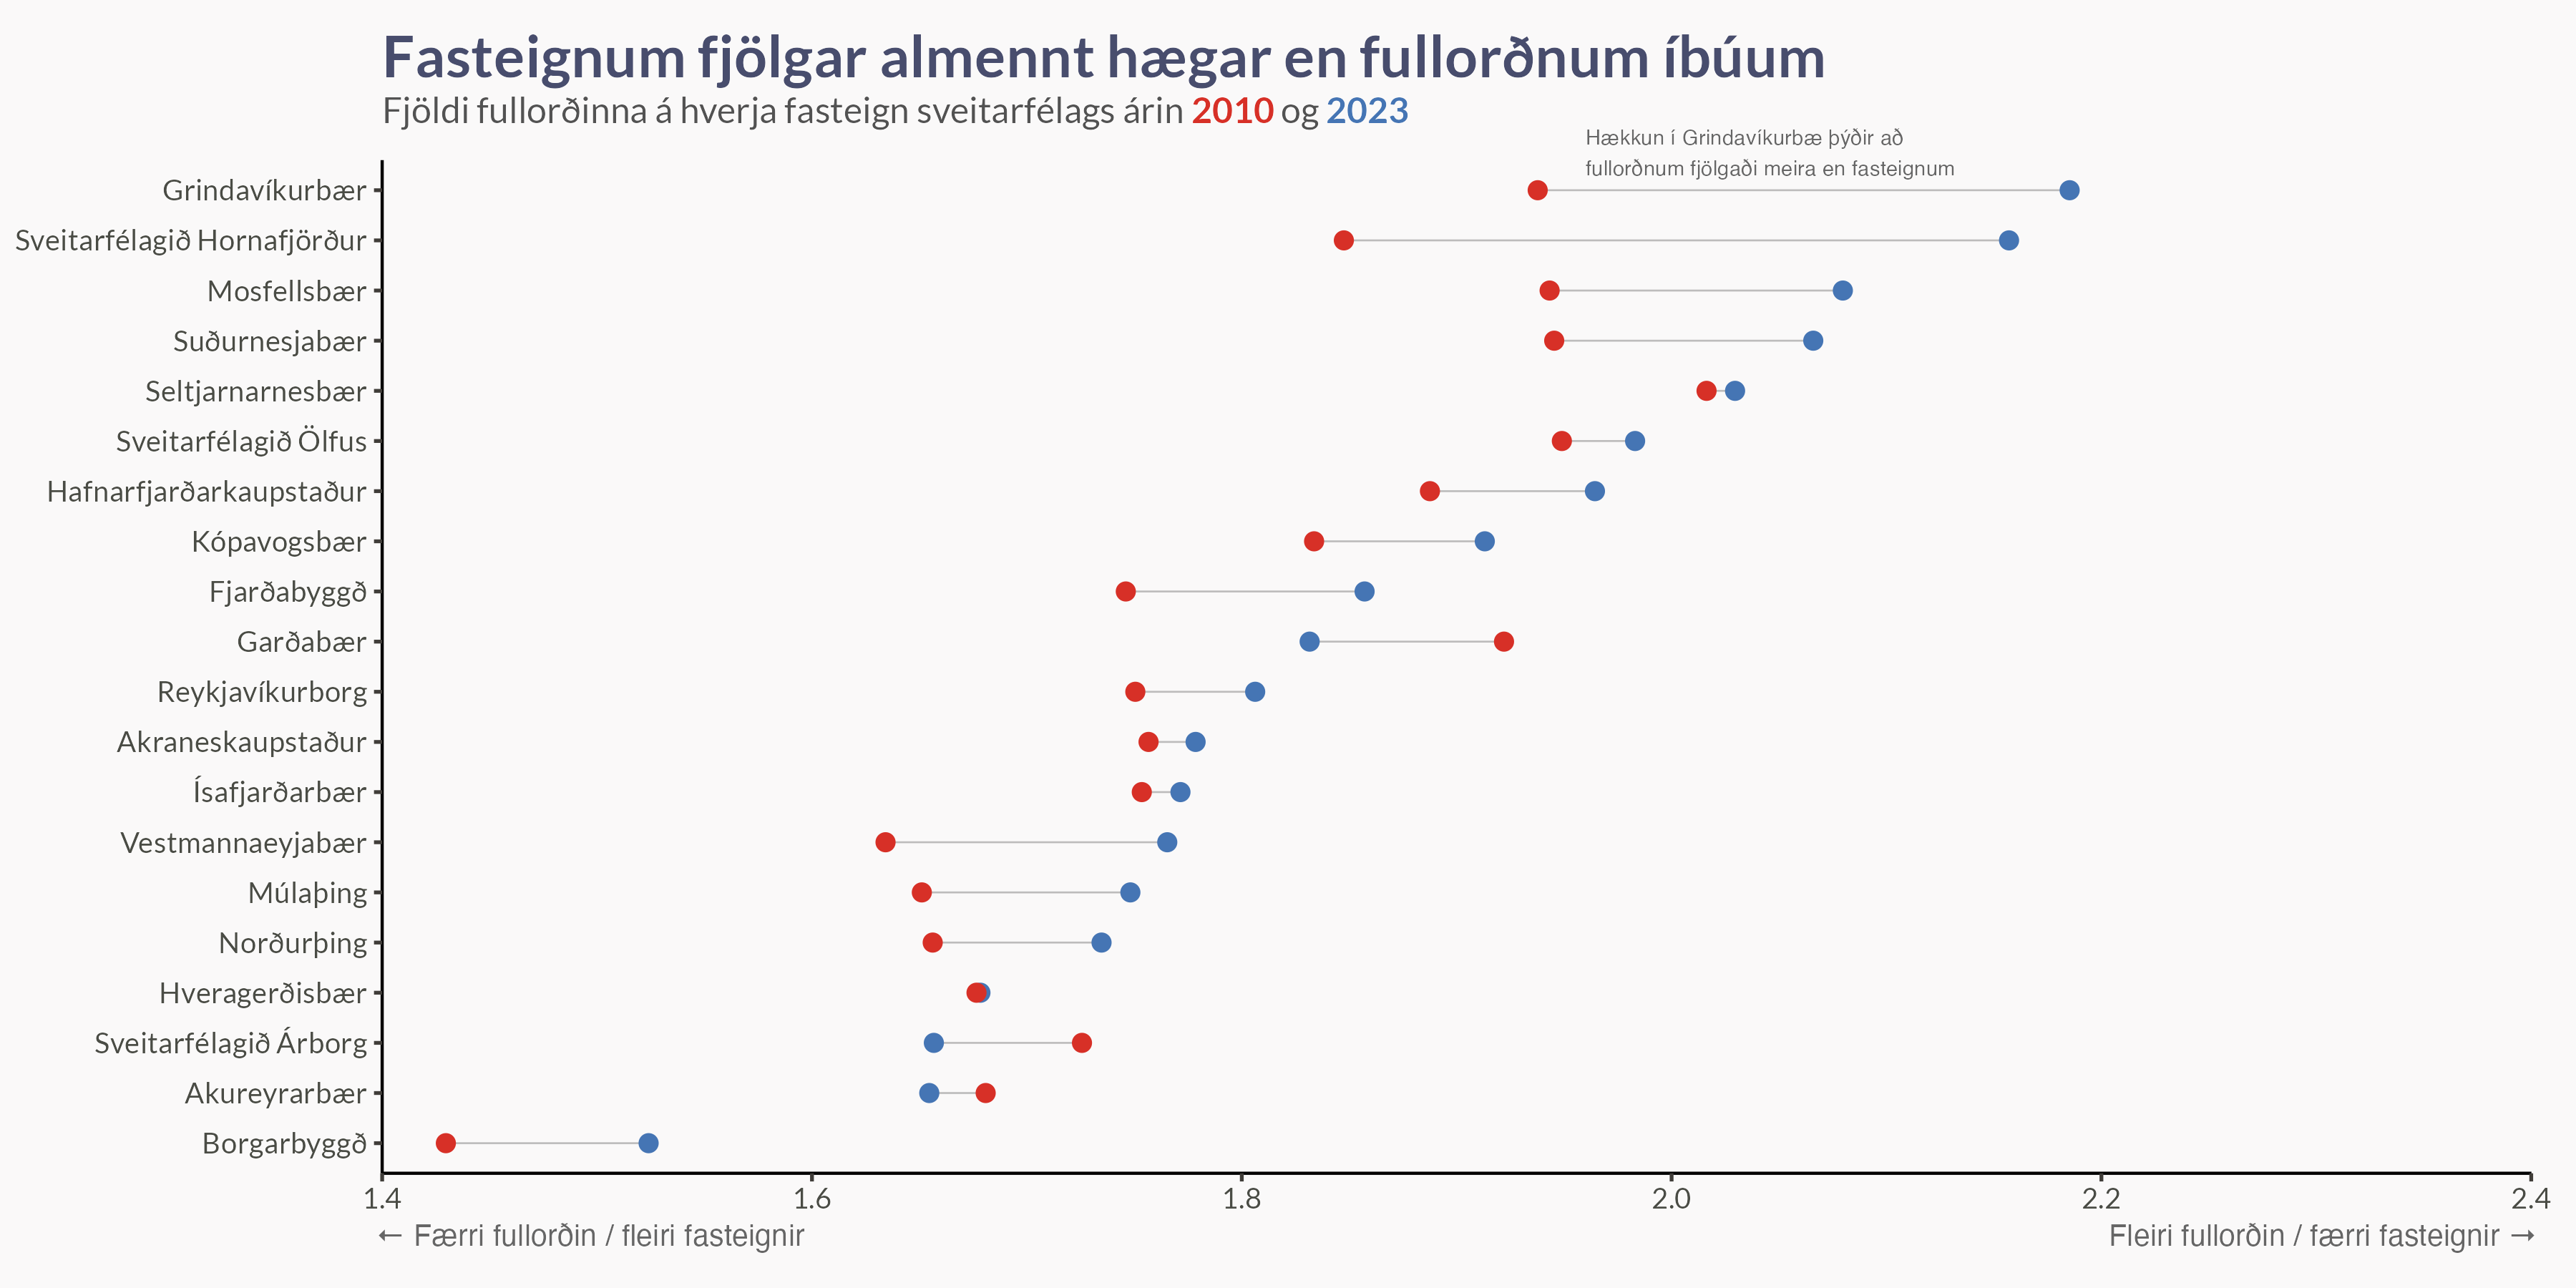 Fasteignum fjölgar almennt hægar en fullorðnum íbúum
Fjöldi fullorðinna á hverja fasteign sveitarfélags árin 2010 og 2023
Hækkun í Grindavíkurbæ þýðir að
fullorðnum fjölgaði meira en fasteignum
Grindavíkurbær
Sveitarfélagið Hornafjörður
Mosfellsbær
Suðurnesjabær
Seltjarnarnesbær
Sveitarfélagið Ölfus
Hafnarfjarðarkaupstaður
Kópavogsbær
Fjarðabyggð
Garðabær
Reykjavíkurborg
Akraneskaupstaður
Ísafjarðarbær
Vestmannaeyjabær
Múlaþing
Norðurþing
Hveragerðisbær
Sveitarfélagið Árborg
Akureyrarbær
Borgarbyggð
1.4 1.6 1.8 2.0 2.2 2.4
← Færri fullorðin / fleiri fasteignir
Fleiri fullorðin / færri fasteignir →